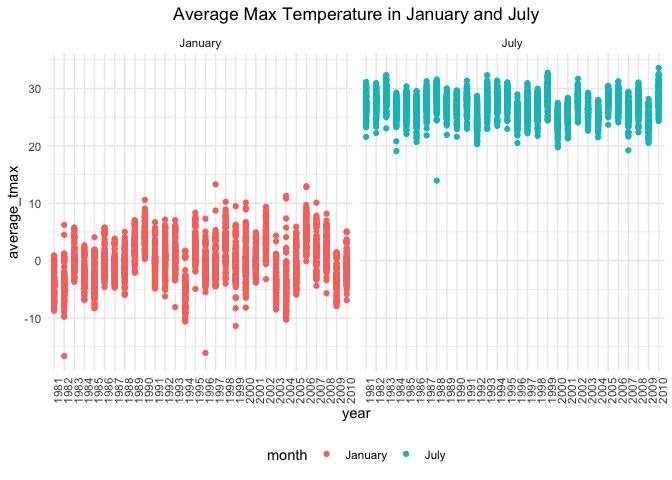 Average Max Temperature in January and July
January July
average_tmax
30
20
10
0
-10
1981 1982 1983 1984 1985 1986 1987 1988 1989 1990 1991 1992 1993 1994 1995 1996 1997 1998 1999 2000 2001 2002 2003 2004 2005 2006 2007 2008 2009 2010
1981 1982 1983 1984 1985 1986 1987 1988 1989 1990 1991 1992 1993 1994 1995 1996 1997 1998 1999 2000 2001 2002 2003 2004 2005 2006 2007 2008 2009 2010
year
month January July